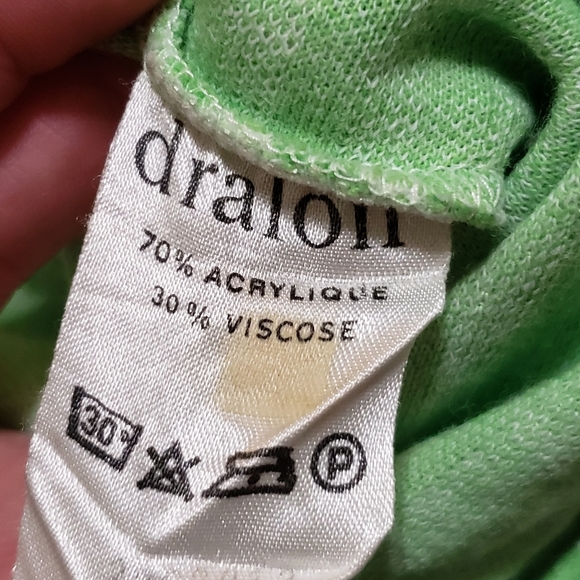 dralon
70% ACRYLIQUE
30% VISCOSE
30° P